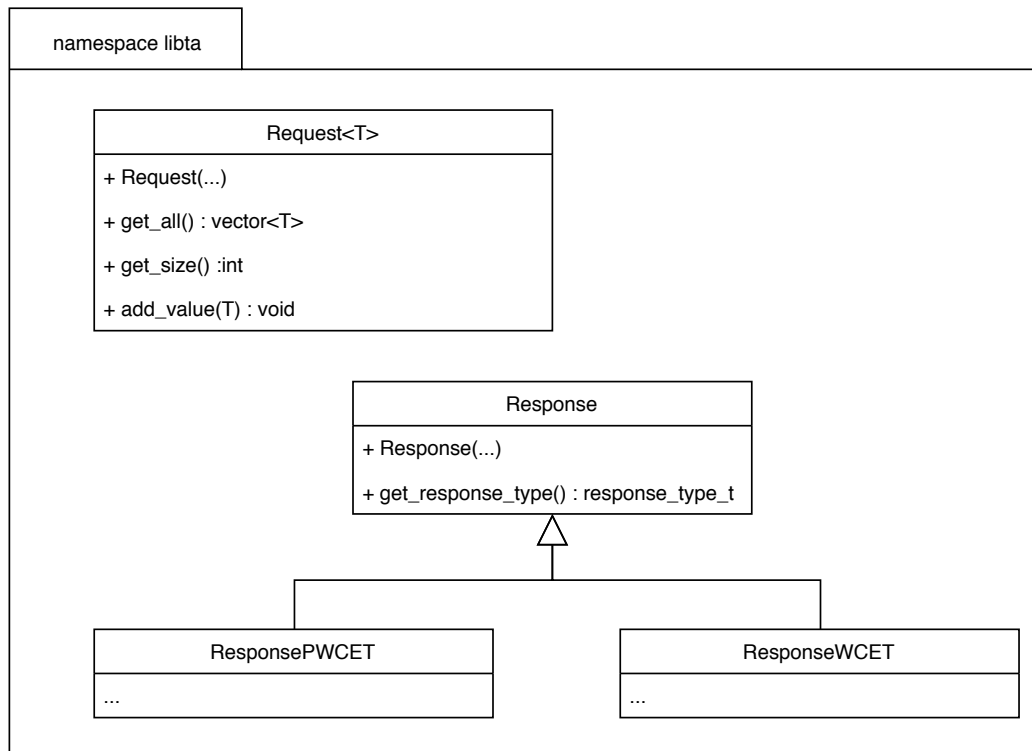 namespace libta
Request<T>
+ Request(...)
+ get_all() : vector<T>
+ get_size() :int
+ add_value(T) : void
Response
+ Response(...)
+ get_response_type() : response_type_t
ResponsePWCET
...
ResponseWCET
...